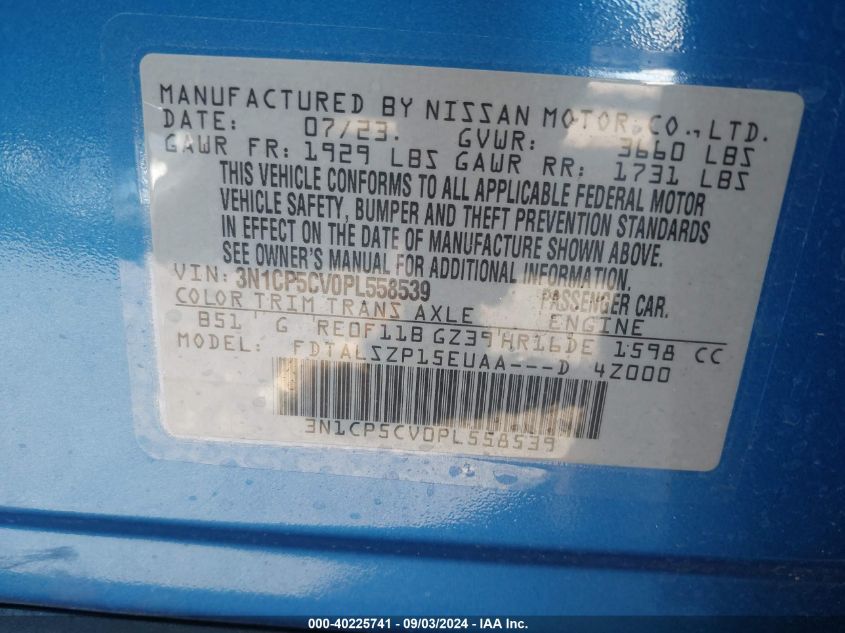 MANUFACTURED BY NISSAN MOTOR CO., LTD.
DATE: 07/23. GVWR: 3660 LBS
GAWR FR: 1929 LBS GAWR RR: 1731 LBS
THIS VEHICLE CONFORMS TO ALL APPLICABLE FEDERAL MOTOR
VEHICLE SAFETY, BUMPER AND THEFT PREVENTION STANDARDS
IN EFFECT ON THE DATE OF MANUFACTURE SHOWN ABOVE.
SEE OWNER'S MANUAL FOR ADDITIONAL INFORMATION.
VIN: 3N1CP5CV0PL558539 PASSENGER CAR.
COLOR TRIM TRANS AXLE ENGINE
B51 G RE0F11B GZ39 HR16DE 1598 CC
MODEL: FDTALSZP15EUAA---D 4Z000
3N1CP5CV0PL558539
000-40225741 - 09/03/2024 - IAA Inc.